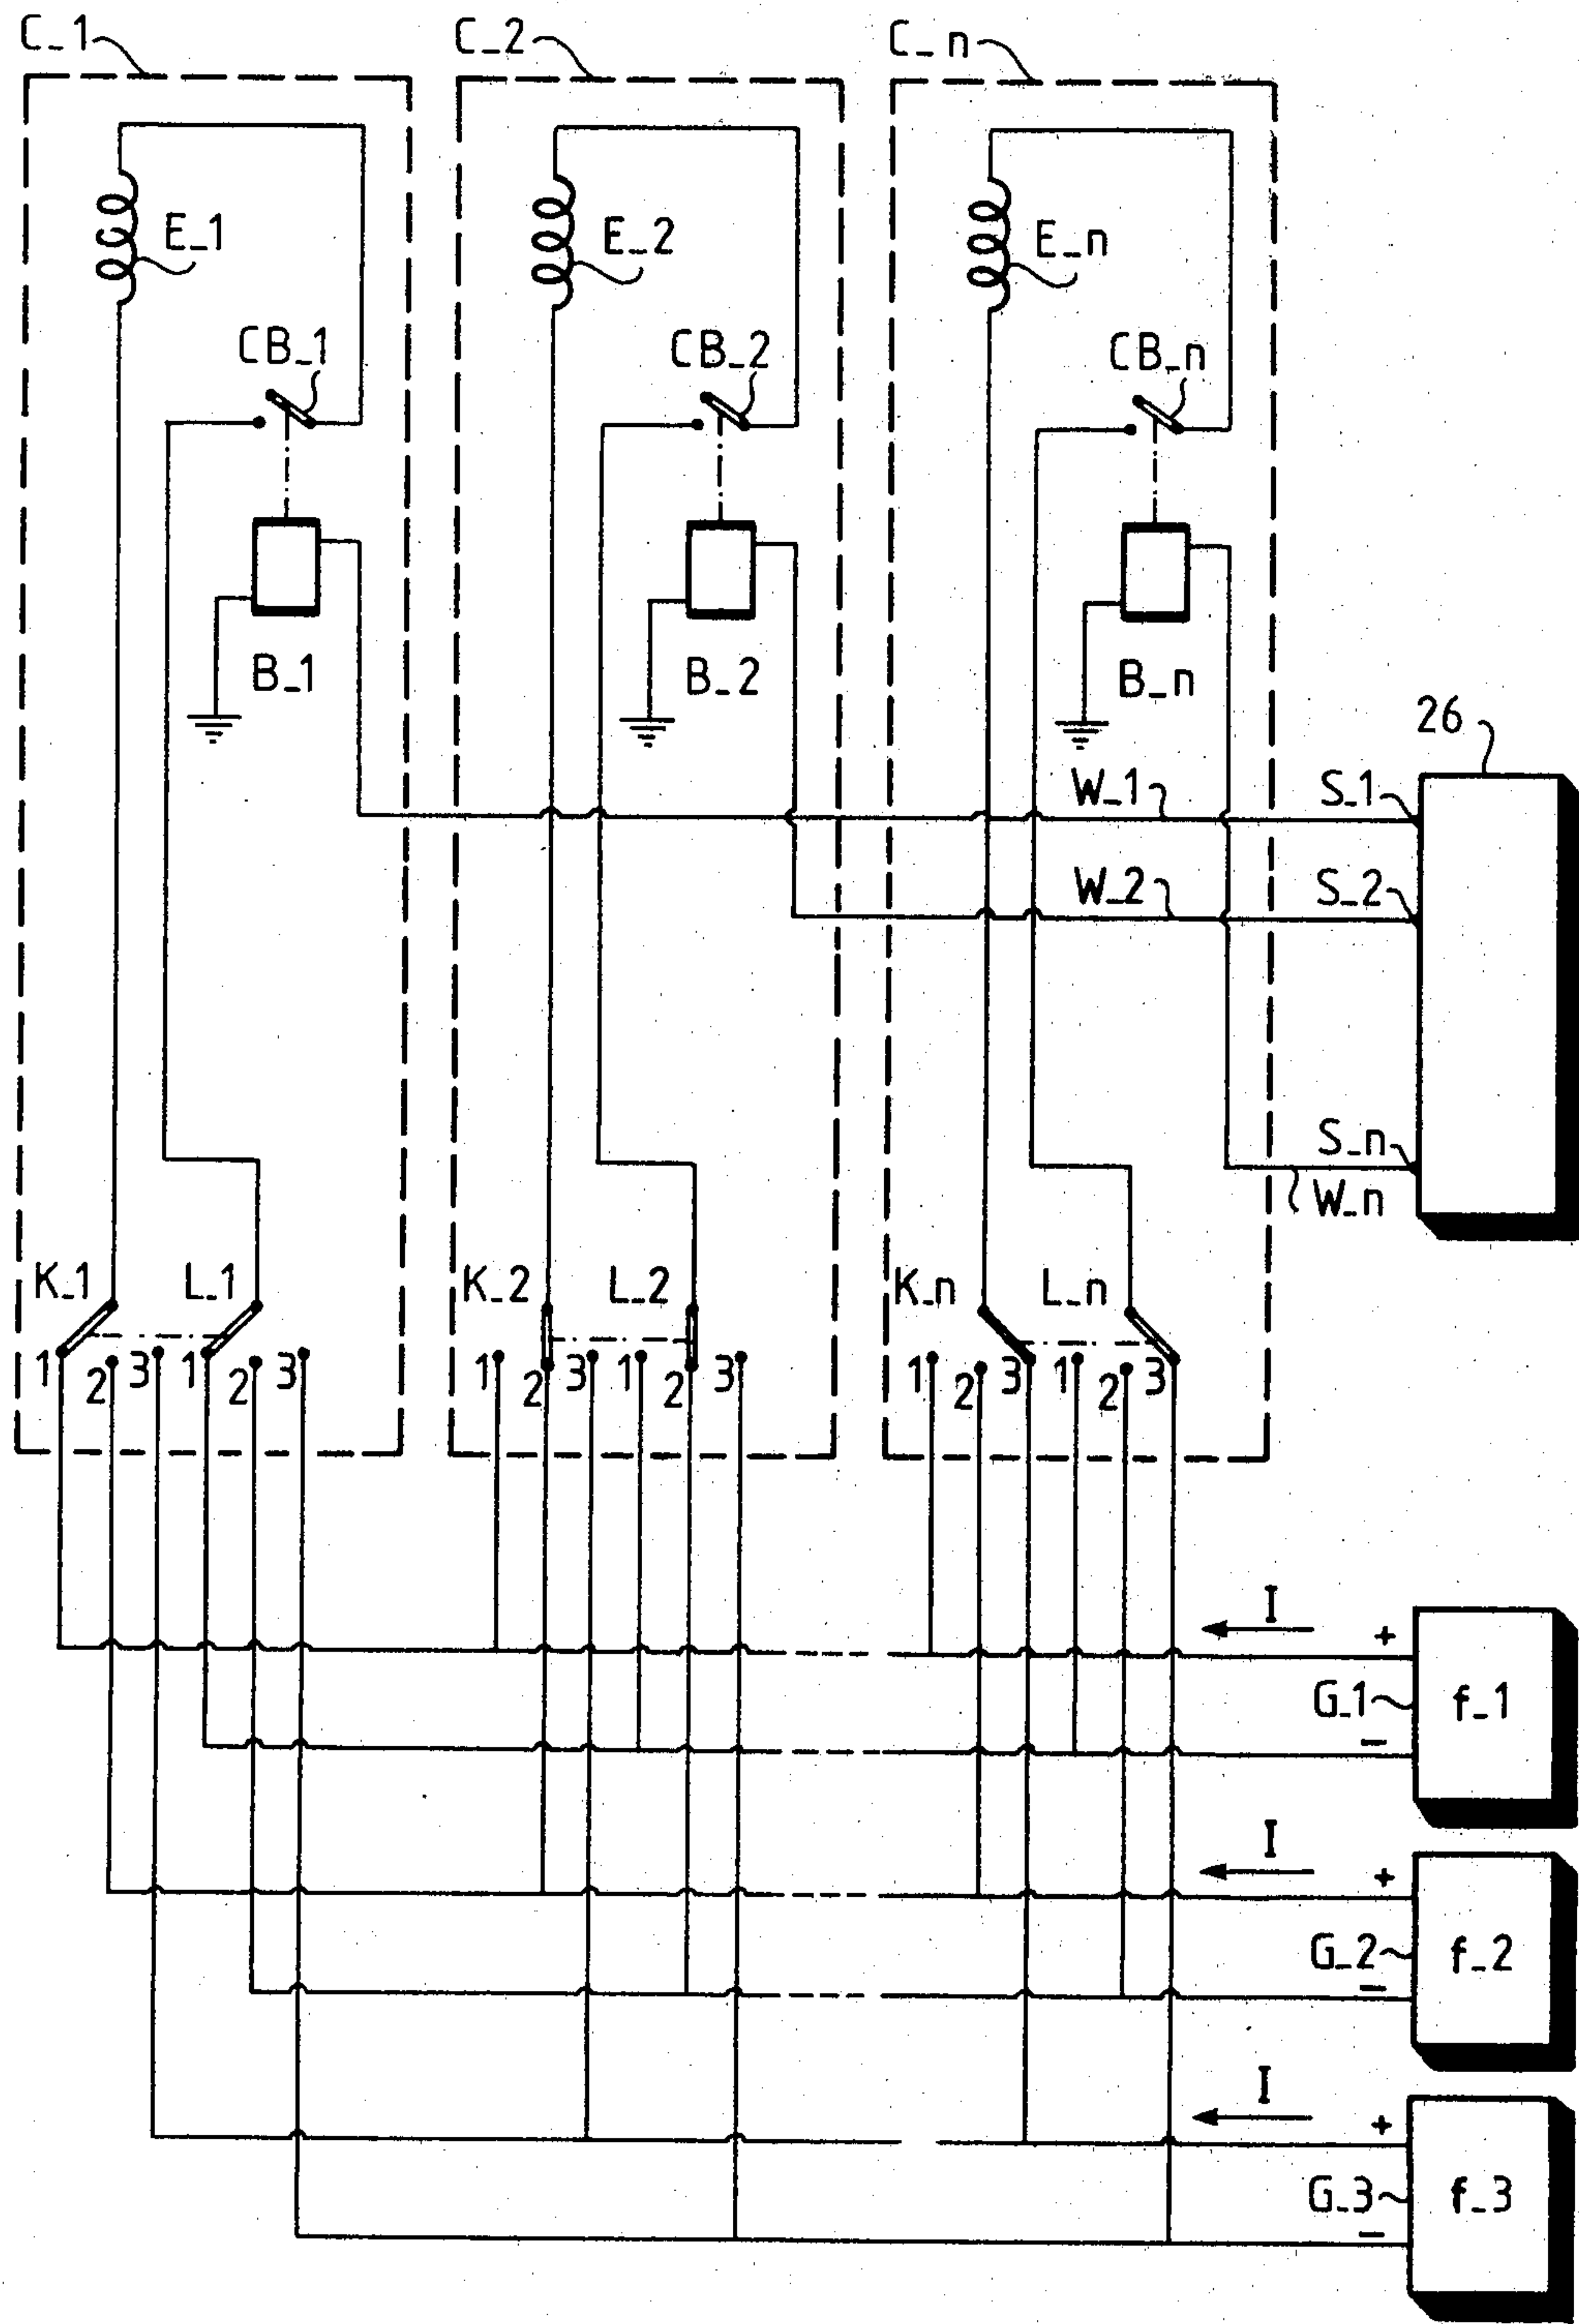 C_1 C_2 C_n
E_1 E_2 E_n
CB_1 CB_2 CB_n
B_1 B_2 B_n
26
W_1 S_1
W_2 S_2
S_n
W_n
K_1 L_1 K_2 L_2 K_n L_n
1 2 3 1 2 3 1 2 3 1 2 3 1 2 3 1 2 3
I +
G_1 f_1
−
I +
G_2 f_2
−
I +
G_3 f_3
−